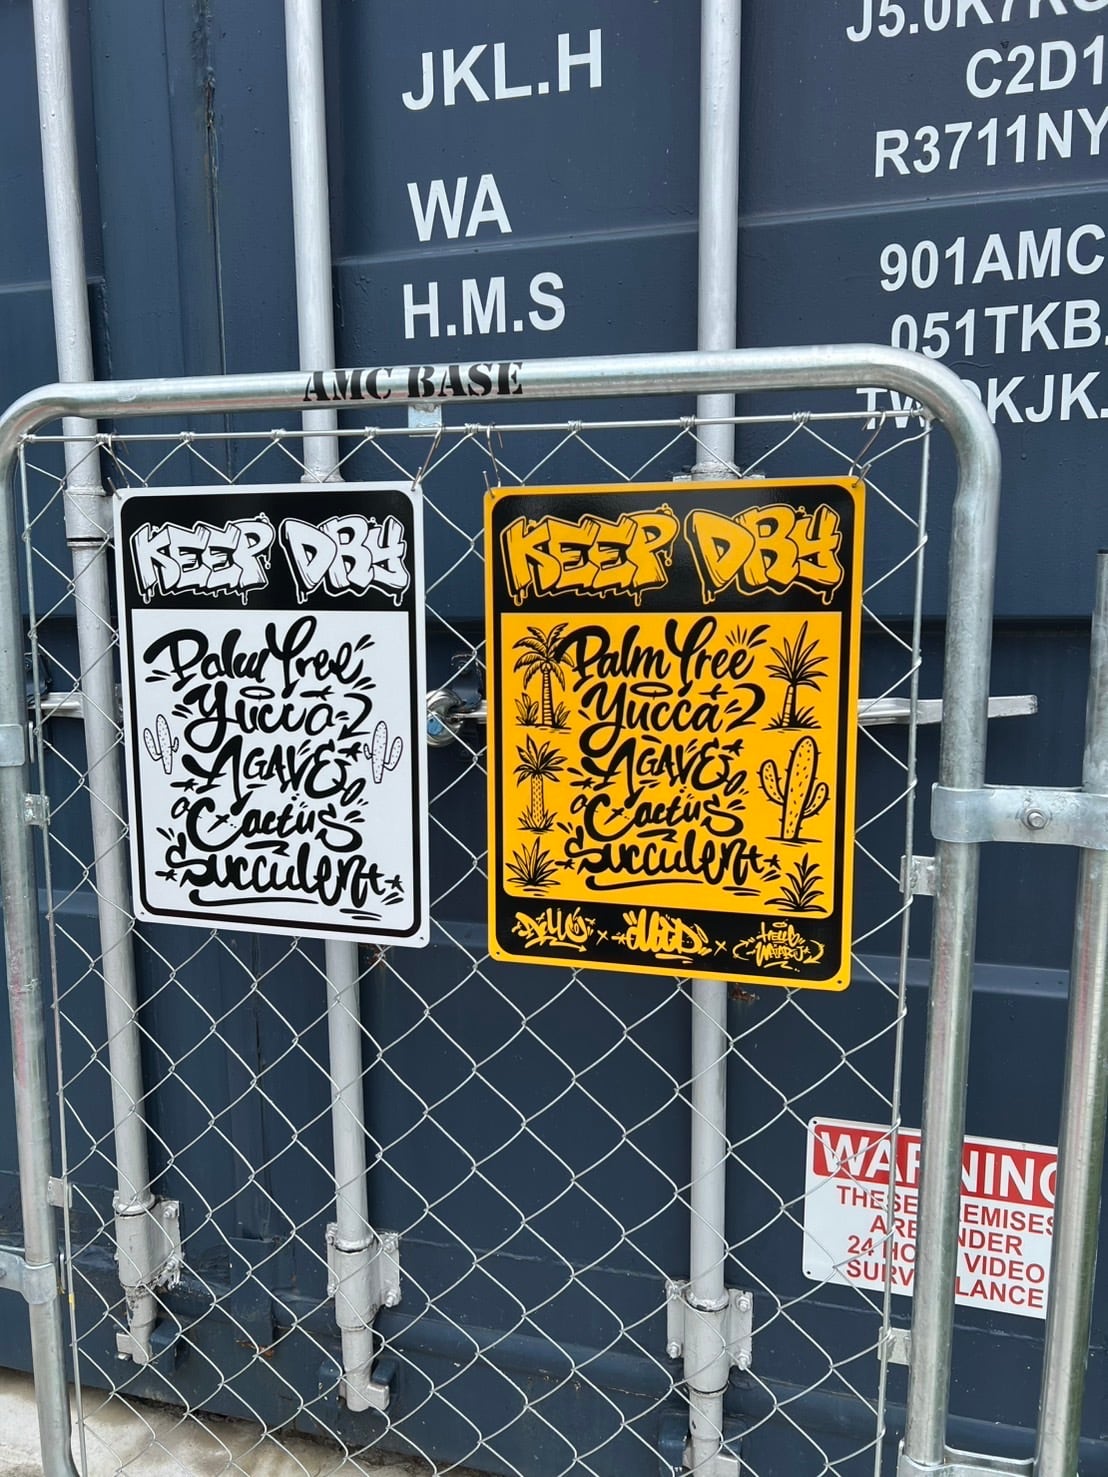 JKL.H
WA
H.M.S
C2D1
R3711NY
901AMC
051TKB.
KJK.
AMC BASE
KEEP DRY
Palm Tree
Yucca
AGAVE
Cactus
Succulent
KEEP DRY
Palm Tree
Yucca
AGAVE
Cactus
Succulent
× ×
WARNING
THESE PREMISES
ARE UNDER
24 HOUR VIDEO
SURVEILLANCE